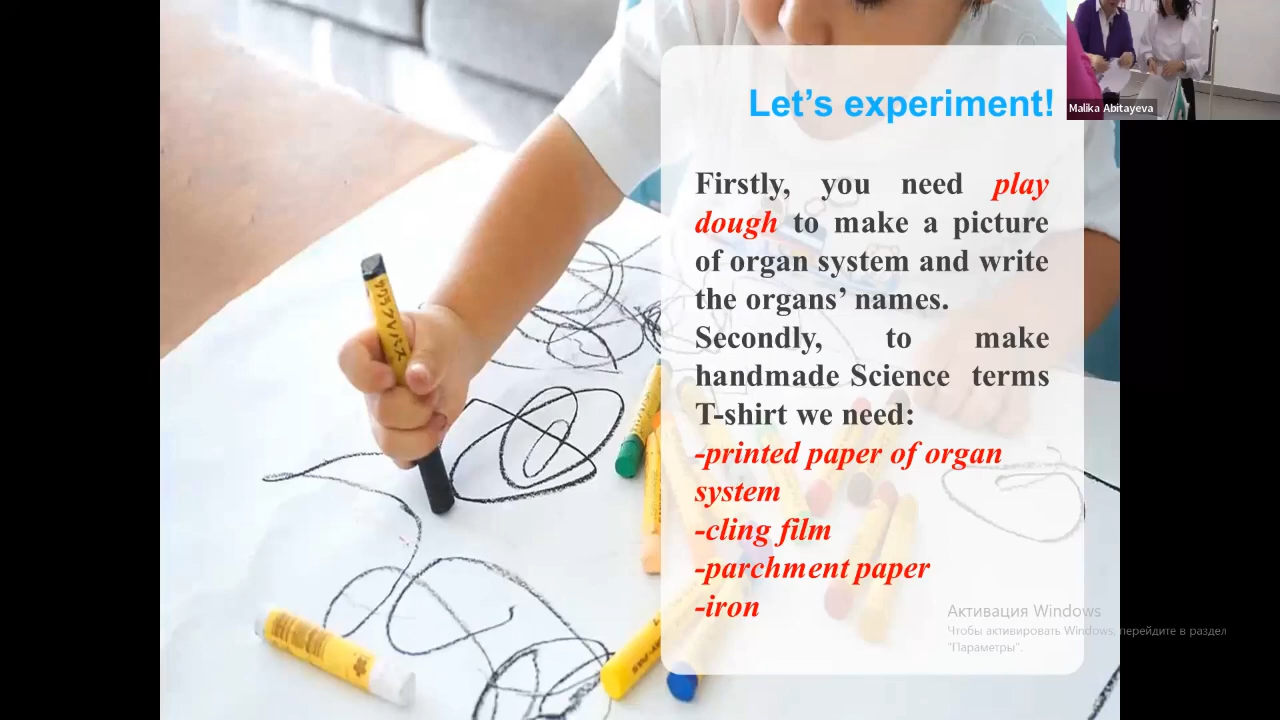 Let’s experiment!
Malika Abitayeva
Firstly, you need play
dough to make a picture
of organ system and write
the organs’ names.
Secondly, to make
handmade Science terms
T-shirt we need:
-printed paper of organ
system
-cling film
-parchment paper
-iron
Активация Windows
Чтобы активировать Windows, перейдите в раздел
"Параметры".